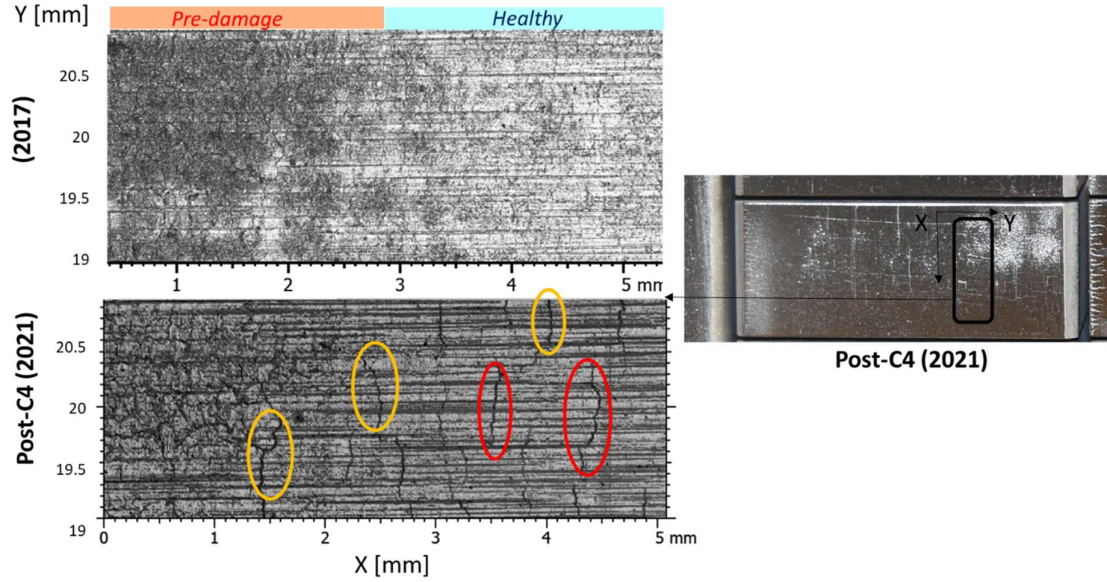 Y [mm]
Pre-damage
Healthy
(2017)
20.5
20
19.5
19
1
2
3
4
5 mm
Post-C4 (2021)
20.5
20
19.5
19
0
1
2
3
4
5 mm
X [mm]
X
Y
Post-C4 (2021)